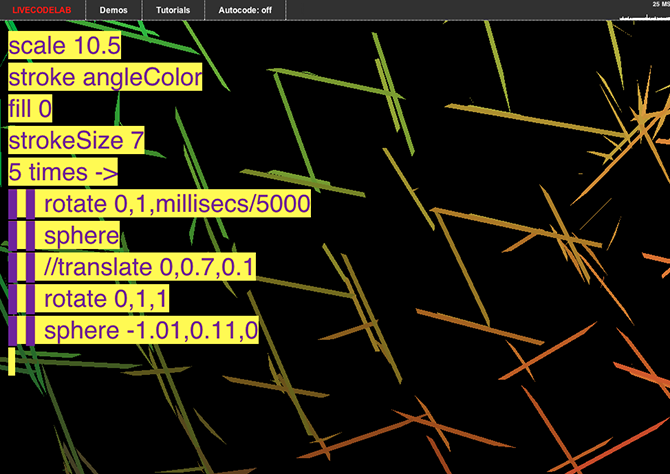 LIVECODELAB Demos Tutorials Autocode: off 25 MS
scale 10.5
stroke angleColor
fill 0
strokeSize 7
5 times ->
rotate 0,1,millisecs/5000
sphere
//translate 0,0.7,0.1
rotate 0,1,1
sphere -1.01,0.11,0